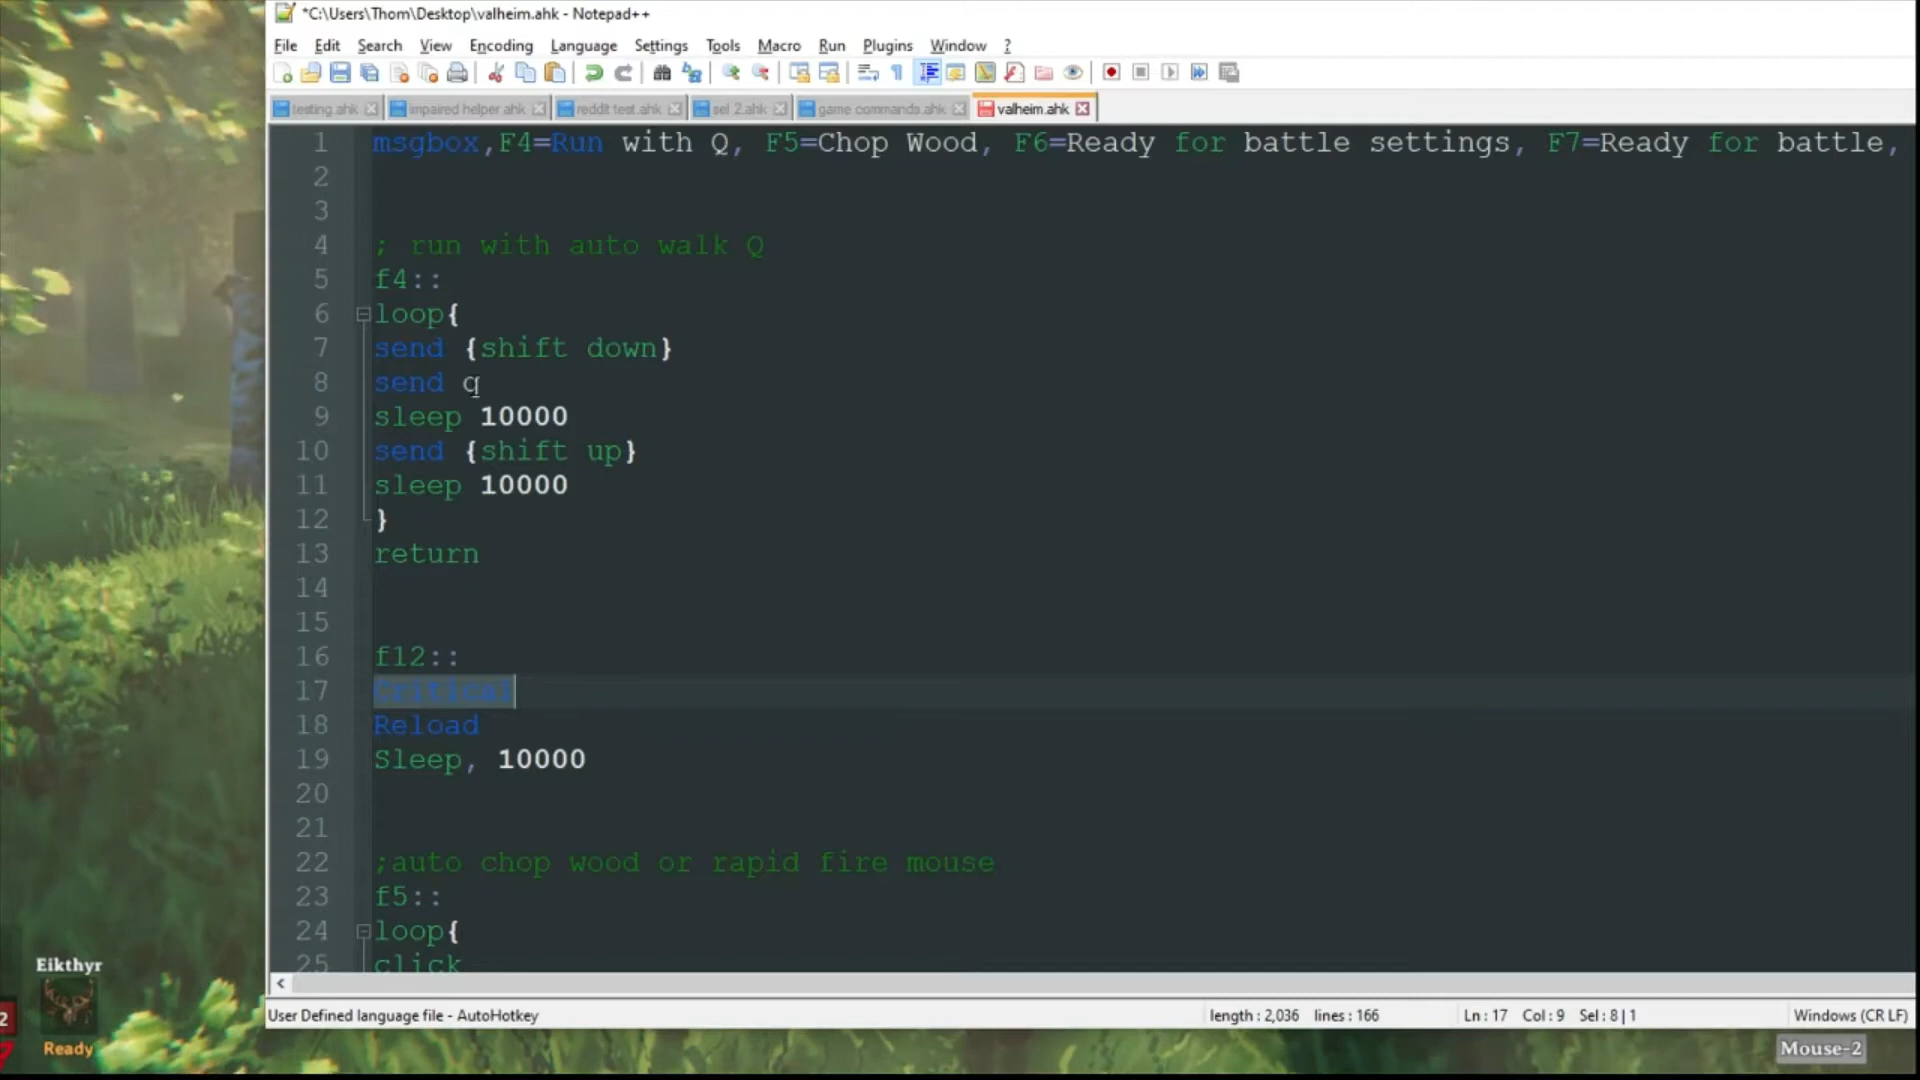 *C:\Users\Thom\Desktop\valheim.ahk - Notepad++
File Edit Search View Encoding Language Settings Tools Macro Run Plugins Window ?
testing.ahk impaired helper.ahk reddit test.ahk sel 2.ahk game commands.ahk valheim.ahk
1 msgbox,F4=Run with Q, F5=Chop Wood, F6=Ready for battle settings, F7=Ready for battle,
2
3
4 ; run with auto walk Q
5 f4::
6 loop{
7 send {shift down}
8 send q
9 sleep 10000
10 send {shift up}
11 sleep 10000
12 }
13 return
14
15
16 f12::
17 Critical
18 Reload
19 Sleep, 10000
20
21
22 ;auto chop wood or rapid fire mouse
23 f5::
24 loop{
25 click
User Defined language file - AutoHotkey length : 2,036 lines : 166 Ln : 17 Col : 9 Sel : 8 | 1 Windows (CR LF)
Eikthyr
2
Ready
Mouse-2